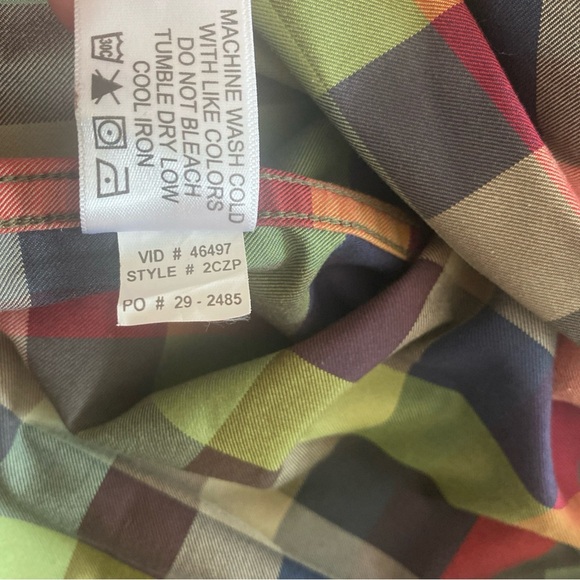 MACHINE WASH COLD
WITH LIKE COLORS
DO NOT BLEACH
TUMBLE DRY LOW
COOL IRON
30C
VID # 46497
STYLE # 2CZP
PO # 29 - 2485